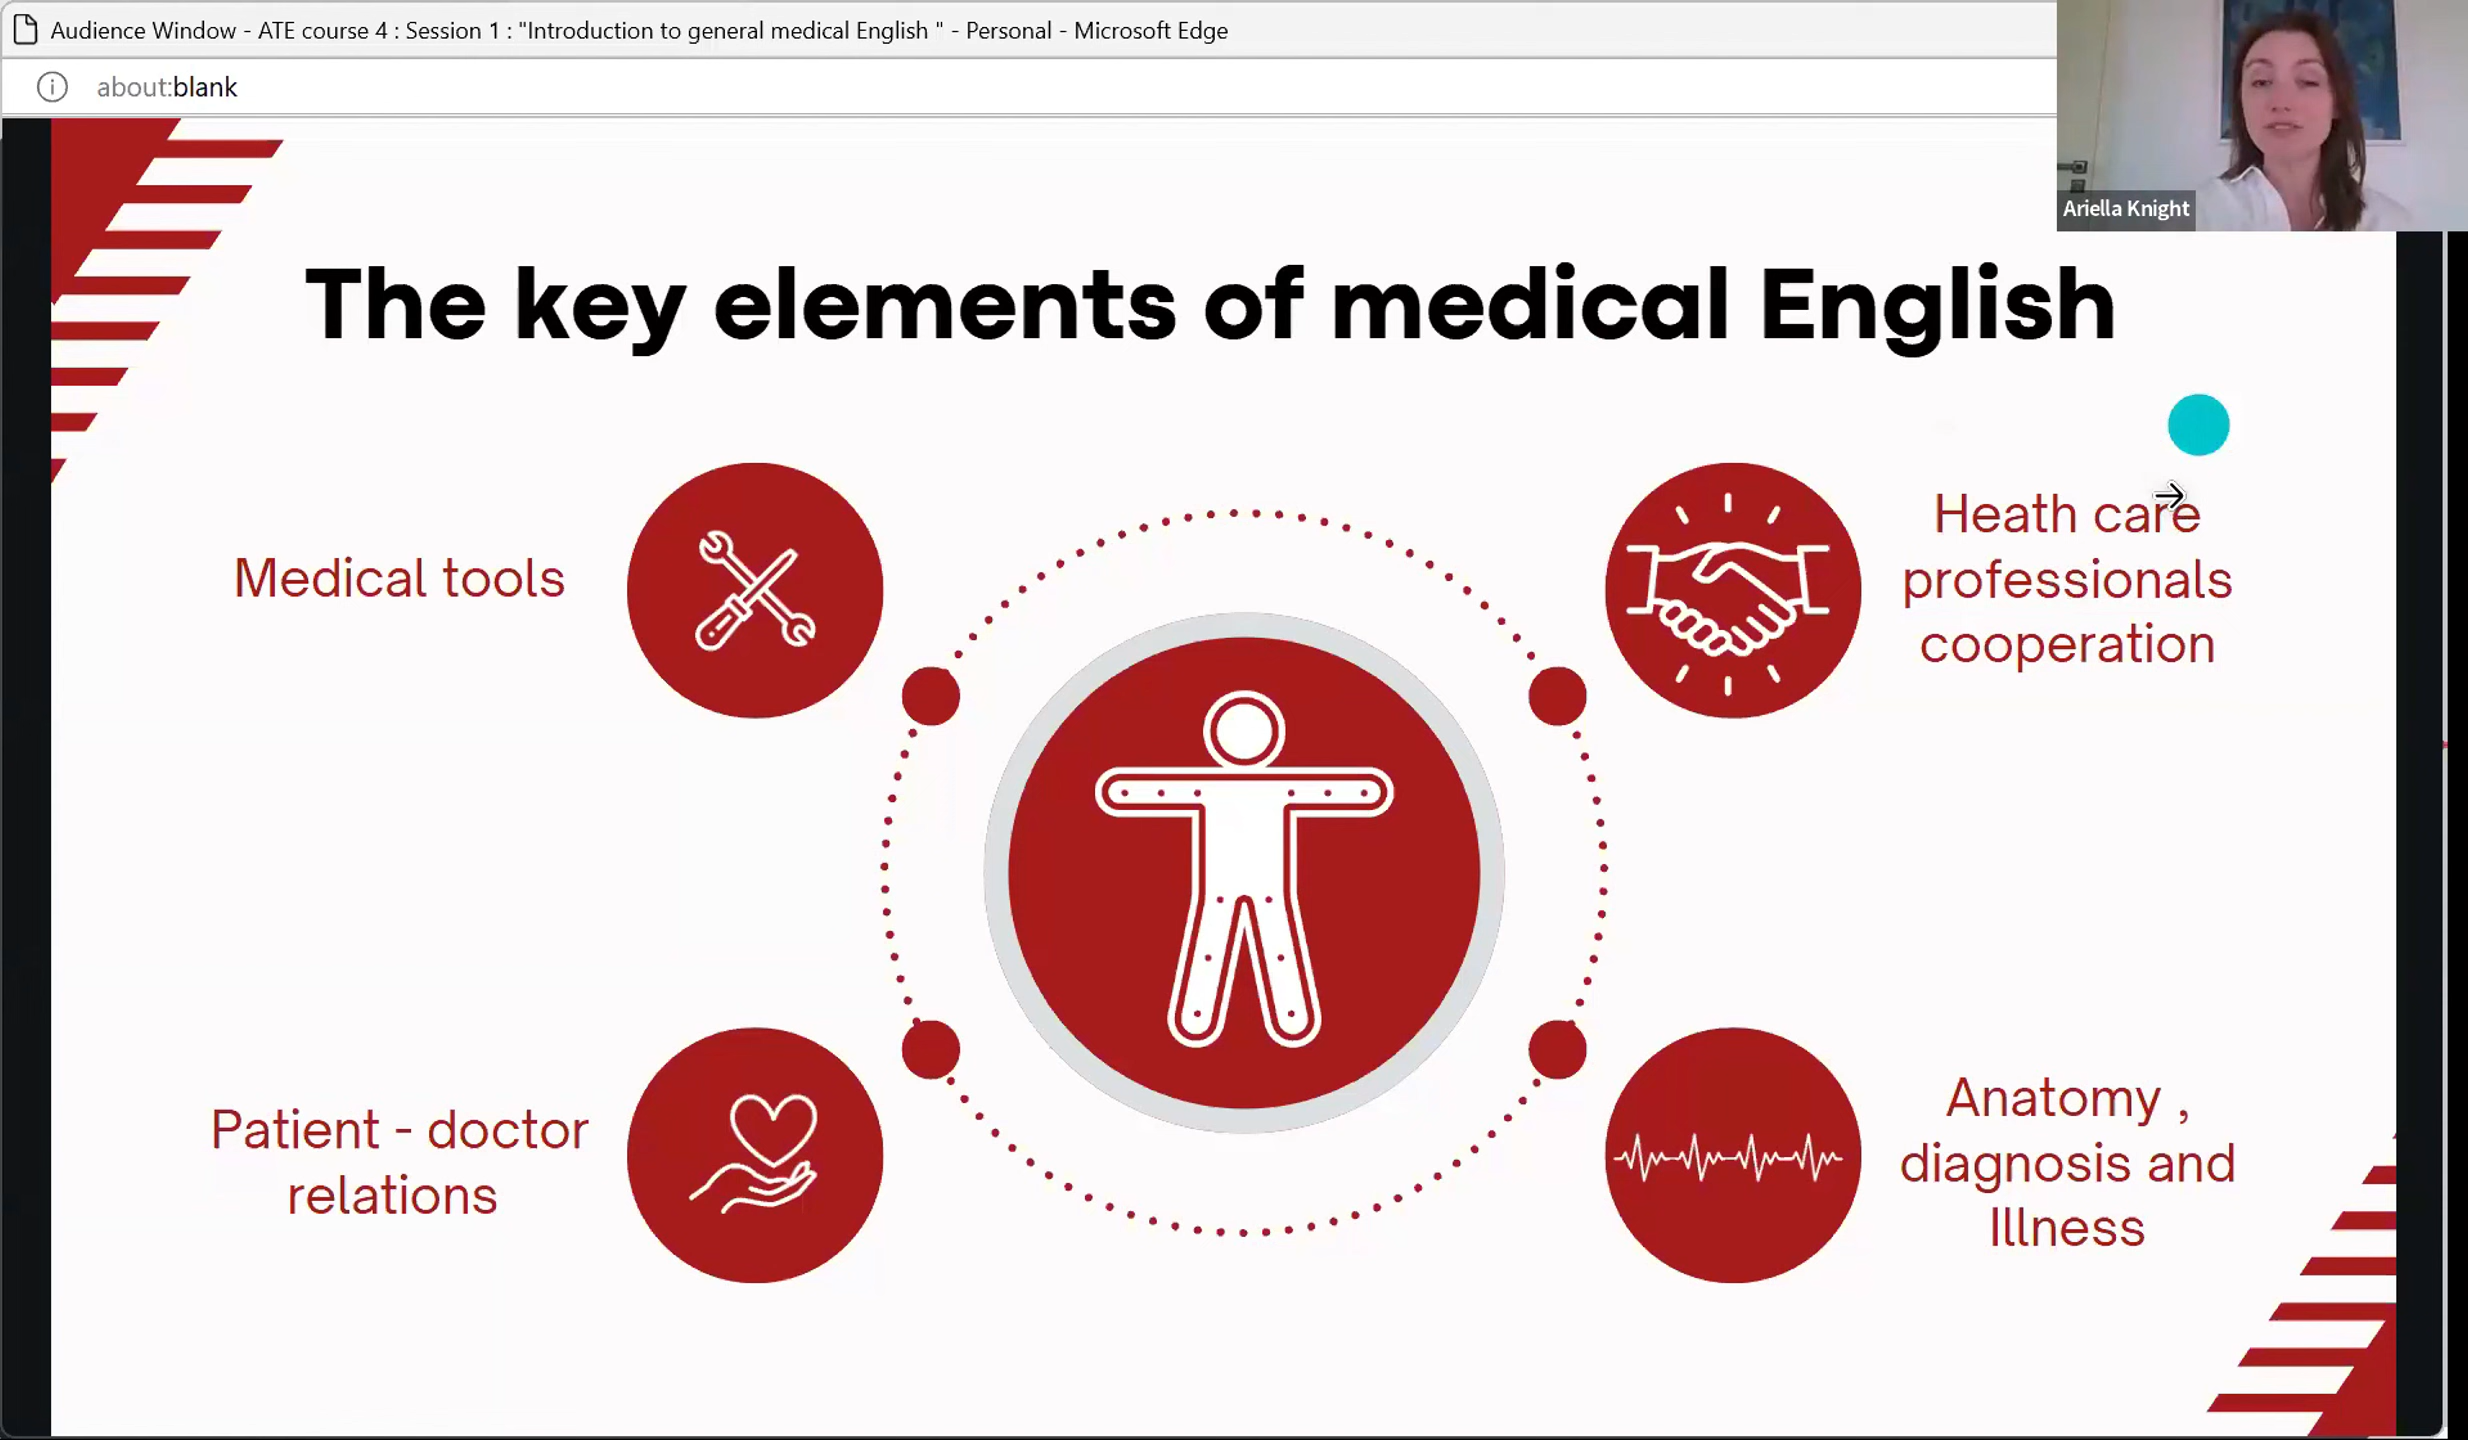 Audience Window - ATE course 4 : Session 1 : "Introduction to general medical English " - Personal - Microsoft Edge
about:blank
Ariella Knight
The key elements of medical English
Medical tools
Heath care
professionals
cooperation
Patient - doctor
relations
Anatomy ,
diagnosis and
Illness